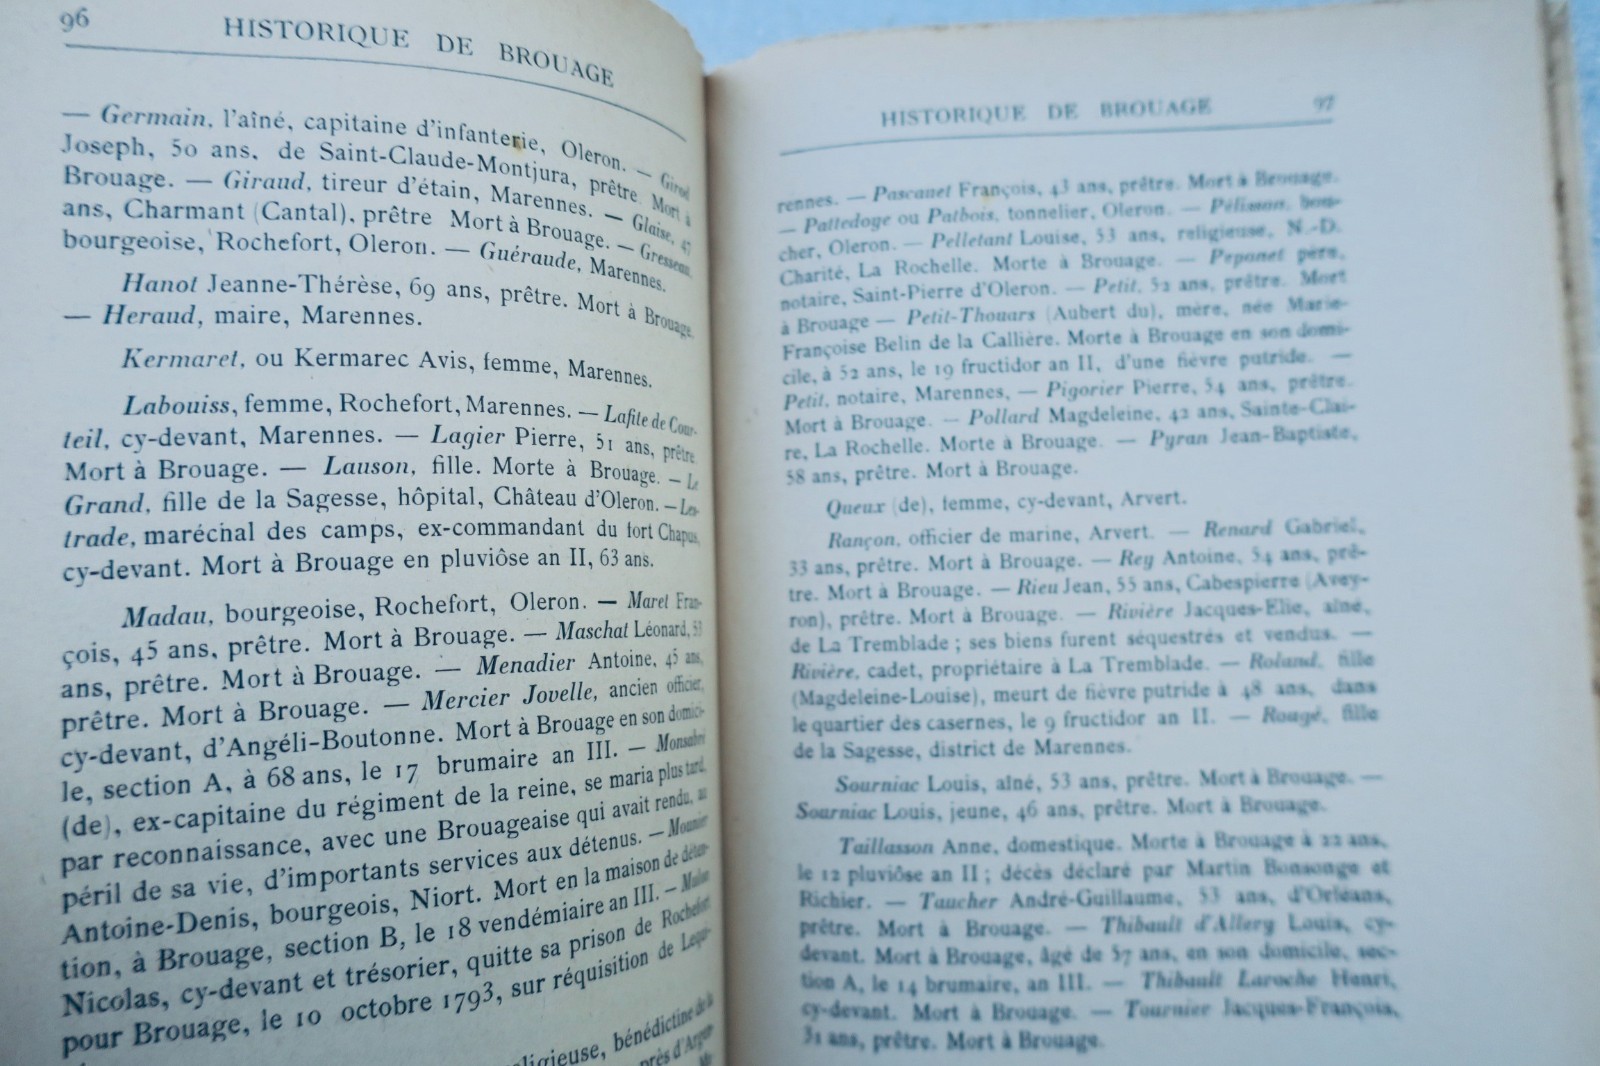 96
HISTORIQUE DE BROUAGE
— Germain, l'aîné, capitaine d'infanterie, Oleron. — Girod
Joseph, 50 ans, de Saint-Claude-Montjura, prêtre. Mort à
Brouage. — Giraud, tireur d'étain, Marennes. — Glaise, 47
ans, Charmant (Cantal), prêtre Mort à Brouage. — Gresseau,
bourgeoise, Rochefort, Oleron. — Guéraude, Marennes.
Hanot Jeanne-Thérèse, 69 ans, prêtre. Mort à Brouage.
— Heraud, maire, Marennes.
Kermaret, ou Kermarec Avis, femme, Marennes.
Labouiss, femme, Rochefort, Marennes. — Lafite de Cour-
teil, cy-devant, Marennes. — Lagier Pierre, 51 ans, prêtre.
Mort à Brouage. — Lauson, fille. Morte à Brouage. — Le
Grand, fille de la Sagesse, hôpital, Château d'Oleron. — Les-
trade, maréchal des camps, ex-commandant du fort Chapus,
cy-devant. Mort à Brouage en pluviôse an II, 63 ans.
Madau, bourgeoise, Rochefort, Oleron. — Maret Fran-
çois, 45 ans, prêtre. Mort à Brouage. — Maschat Léonard, 53
ans, prêtre. Mort à Brouage. — Menadier Antoine, 45 ans,
prêtre. Mort à Brouage. — Mercier Jovelle, ancien officier,
cy-devant, d'Angéli-Boutonne. Mort à Brouage en son domici-
le, section A, à 68 ans, le 17 brumaire an III. — Monsabré
(de), ex-capitaine du régiment de la reine, se maria plus tard,
par reconnaissance, avec une Brouageaise qui avait rendu, au
péril de sa vie, d'importants services aux détenus. — Mounier
Antoine-Denis, bourgeois, Niort. Mort en la maison de déten-
tion, à Brouage, section B, le 18 vendémiaire an III. —
Nicolas, cy-devant et trésorier, quitte sa prison de Rochefort
pour Brouage, le 10 octobre 1793, sur réquisition de Lequi-
religieuse, bénédictine de la
près d'Argen-
HISTORIQUE DE BROUAGE
97
rennes. — Pascanet François, 43 ans, prêtre. Mort à Brouage.
— Pattedoye ou Patbois, tonnelier, Oleron. — Pélisson, bou-
cher, Oleron. — Pelletant Louise, 53 ans, religieuse, N.-D.
Charité, La Rochelle. Morte à Brouage. — Peponet père,
notaire, Saint-Pierre d'Oleron. — Petit, 52 ans, prêtre. Mort
à Brouage — Petit-Thouars (Aubert du), mère, née Marie-
Françoise Belin de la Callière. Morte à Brouage en son domi-
cile, à 52 ans, le 19 fructidor an II, d'une fièvre putride. —
Petit, notaire, Marennes, — Pigorier Pierre, 54 ans, prêtre.
Mort à Brouage. — Pollard Magdeleine, 42 ans, Sainte-Clai-
re, La Rochelle. Morte à Brouage. — Pyran Jean-Baptiste,
58 ans, prêtre. Mort à Brouage.
Queux (de), femme, cy-devant, Arvert.
Rançon, officier de marine, Arvert. — Renard Gabriel,
33 ans, prêtre. Mort à Brouage. — Rey Antoine, 54 ans, prê-
tre. Mort à Brouage. — Rieu Jean, 55 ans, Cabespierre (Avey-
ron), prêtre. Mort à Brouage. — Rivière Jacques-Elie, aîné,
de La Tremblade ; ses biens furent séquestrés et vendus. —
Rivière, cadet, propriétaire à La Tremblade. — Roland, fille
(Magdeleine-Louise), meurt de fièvre putride à 48 ans, dans
le quartier des casernes, le 9 fructidor an II. — Rougé, fille
de la Sagesse, district de Marennes.
Sourniac Louis, aîné, 53 ans, prêtre. Mort à Brouage. —
Sourniac Louis, jeune, 46 ans, prêtre. Mort à Brouage.
Taillasson Anne, domestique. Morte à Brouage à 22 ans,
le 12 pluviôse an II ; décès déclaré par Martin Bonsonge et
Richier. — Taucher André-Guillaume, 53 ans, d'Orléans,
prêtre. Mort à Brouage. — Thibault d'Allery Louis, cy-
devant. Mort à Brouage, âgé de 57 ans, en son domicile, sec-
tion A, le 14 brumaire, an III. — Thibault Laroche Henri,
cy-devant. Mort à Brouage. — Tournier Jacques-François,
31 ans, prêtre. Mort à Brouage.